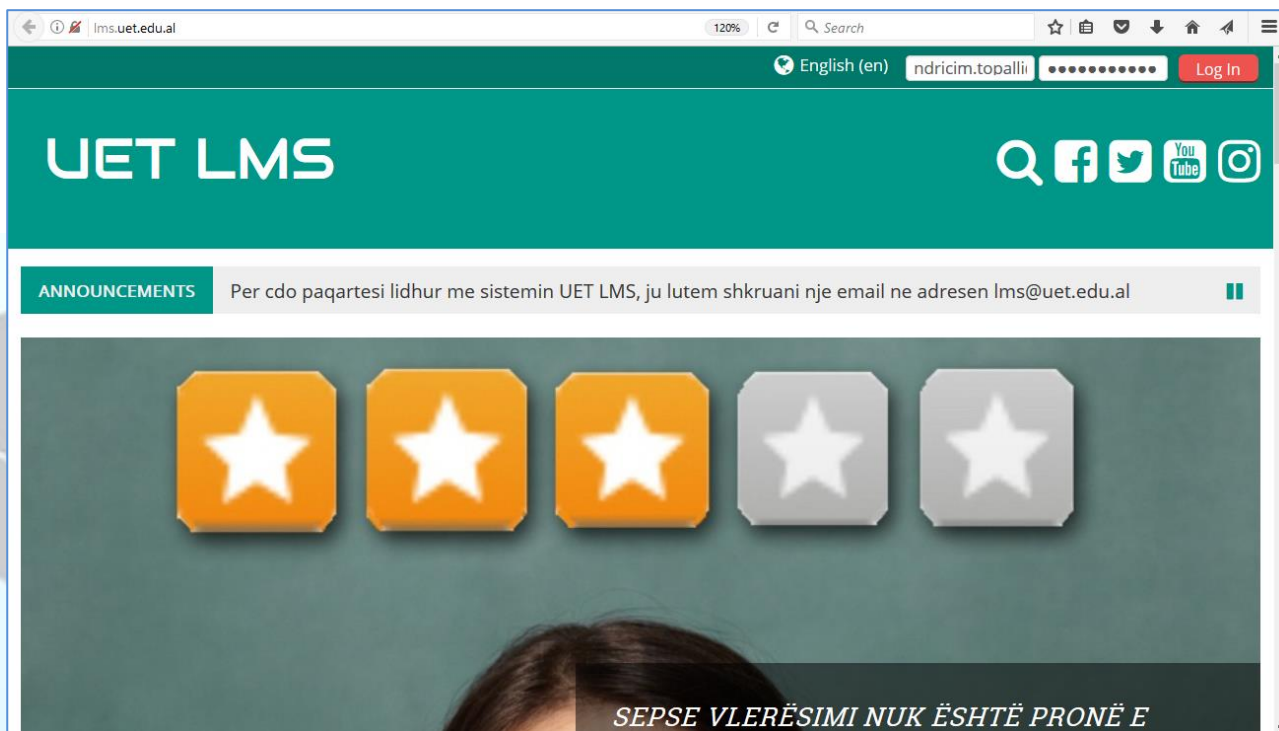 lms.uet.edu.al
120%
Search
English (en)
ndricim.topalli
Log In
UET LMS
You
Tube
ANNOUNCEMENTS
Per cdo paqartesi lidhur me sistemin UET LMS, ju lutem shkruani nje email ne adresen lms@uet.edu.al
SEPSE VLERËSIMI NUK ËSHTË PRONË E